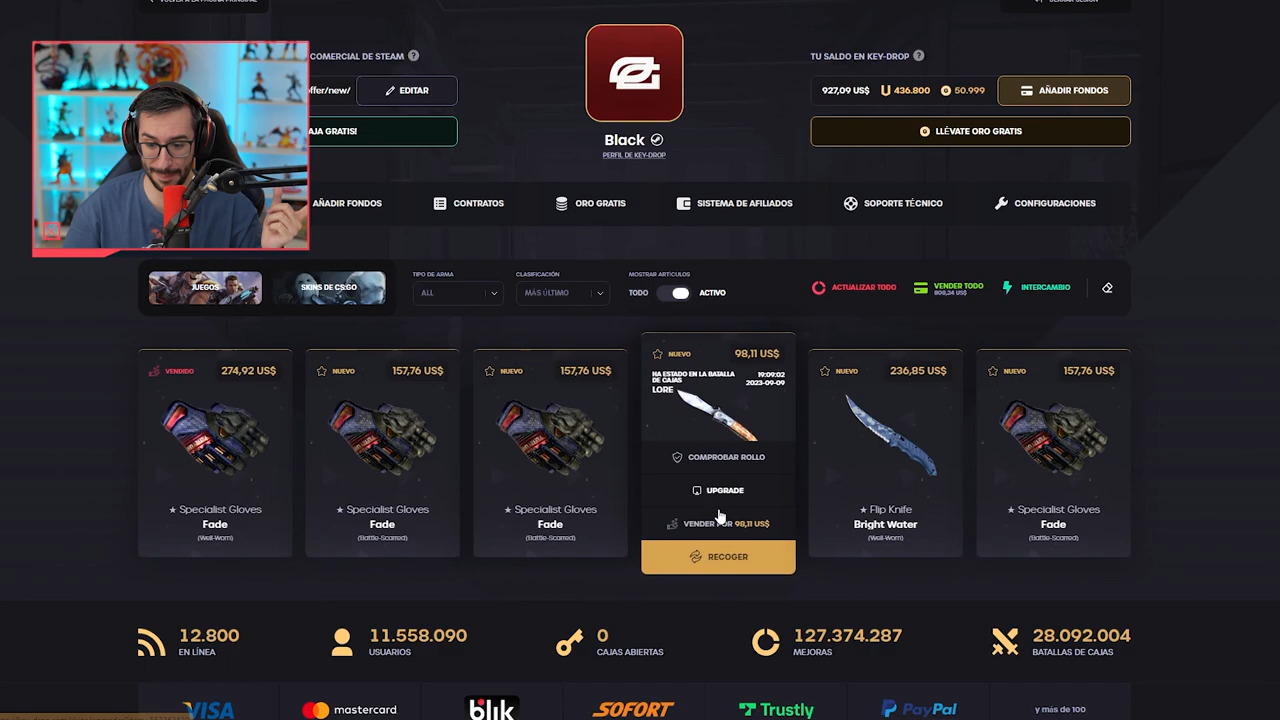 VOLVER A LA PÁGINA PRINCIPAL
CERRAR SESIÓN
COMERCIAL DE STEAM ?
offer/new/
EDITAR
AJA GRATIS!
Black
PERFIL DE KEY-DROP
TU SALDO EN KEY-DROP ?
927,09 US$ 436.800 50.999
AÑADIR FONDOS
LLÉVATE ORO GRATIS
AÑADIR FONDOS
CONTRATOS
ORO GRATIS
SISTEMA DE AFILIADOS
SOPORTE TÉCNICO
CONFIGURACIONES
JUEGOS
SKINS DE CS:GO
TIPO DE ARMA
ALL
CLASIFICACIÓN
MÁS ÚLTIMO
MOSTRAR ARTÍCULOS
TODO
ACTIVO
ACTUALIZAR TODO
VENDER TODO
808,24 US$
INTERCAMBIO
VENDIDO 274,92 US$
★ Specialist Gloves
Fade
(Well-Worn)
NUEVO 157,76 US$
★ Specialist Gloves
Fade
(Battle-Scarred)
NUEVO 157,76 US$
★ Specialist Gloves
Fade
(Battle-Scarred)
NUEVO 98,11 US$
HA ESTADO EN LA BATALLA
DE CAJAS
LORE
19:09:02
2023-09-09
COMPROBAR ROLLO
UPGRADE
VENDER POR 98,11 US$
RECOGER
NUEVO 236,85 US$
★ Flip Knife
Bright Water
(Well-Worn)
NUEVO 157,76 US$
★ Specialist Gloves
Fade
(Battle-Scarred)
12.800
EN LÍNEA
11.558.090
USUARIOS
0
CAJAS ABIERTAS
127.374.287
MEJORAS
28.092.004
BATALLAS DE CAJAS
VISA
mastercard
blik
SOFORT
Trustly
PayPal
y más de 100